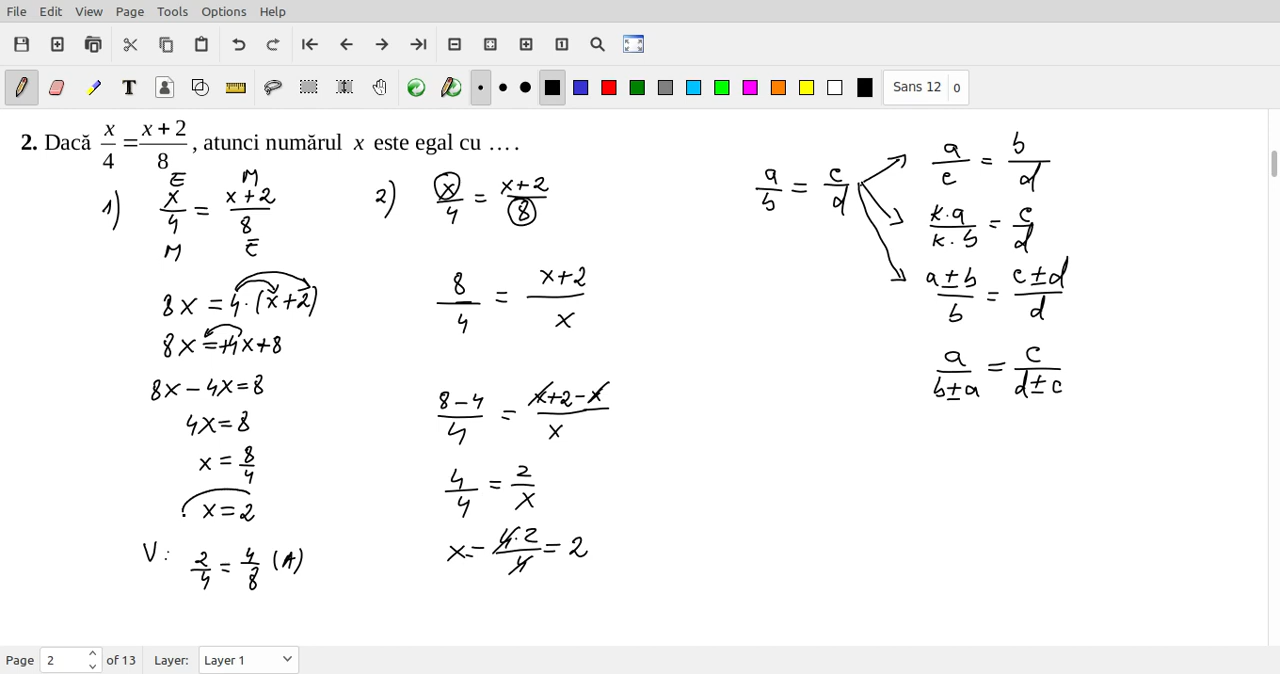 File Edit View Page Tools Options Help
Sans 12 0
2. Dacă x/4 = (x + 2)/8, atunci numărul x este egal cu ….
1) E M
x/4 = (x+2)/8
M E
8x = 4·(x+2)
8x = +4x+8
8x − 4x = 8
4x = 8
x = 8/4
x = 2
V: 2/4 = 4/8 (A)
2) x/4 = (x+2)/8
8/4 = (x+2)/x
(8−4)/4 = (x+2−x)/x
4/4 = 2/x
x = (4·2)/4 = 2
a/b = c/d
a/c = b/d
(k·a)/(k·b) = c/d
(a±b)/b = (c±d)/d
a/(b±a) = c/(d±c)
Page 2 of 13 Layer: Layer 1